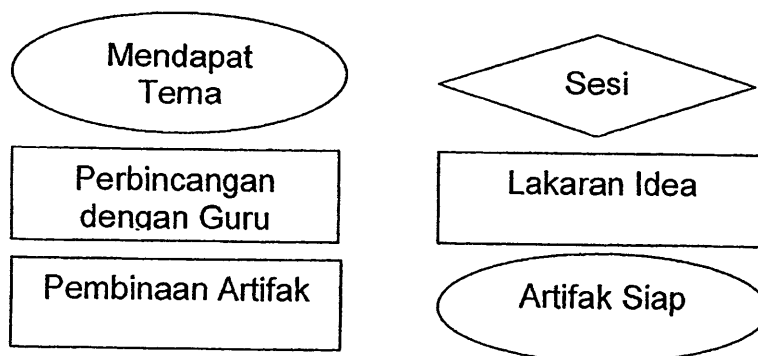 Mendapat
Tema
Sesi
Perbincangan
dengan Guru
Lakaran Idea
Pembinaan Artifak
Artifak Siap